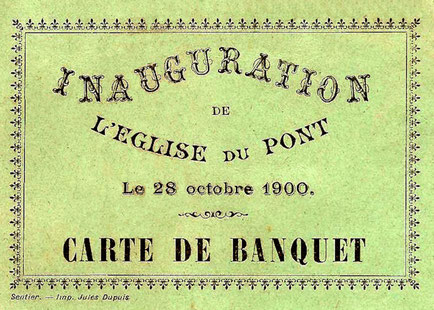 INAUGURATION
DE
L'EGLISE DU PONT
Le 28 octobre 1900.
CARTE DE BANQUET
Sentier. — Imp. Jules Dupuis